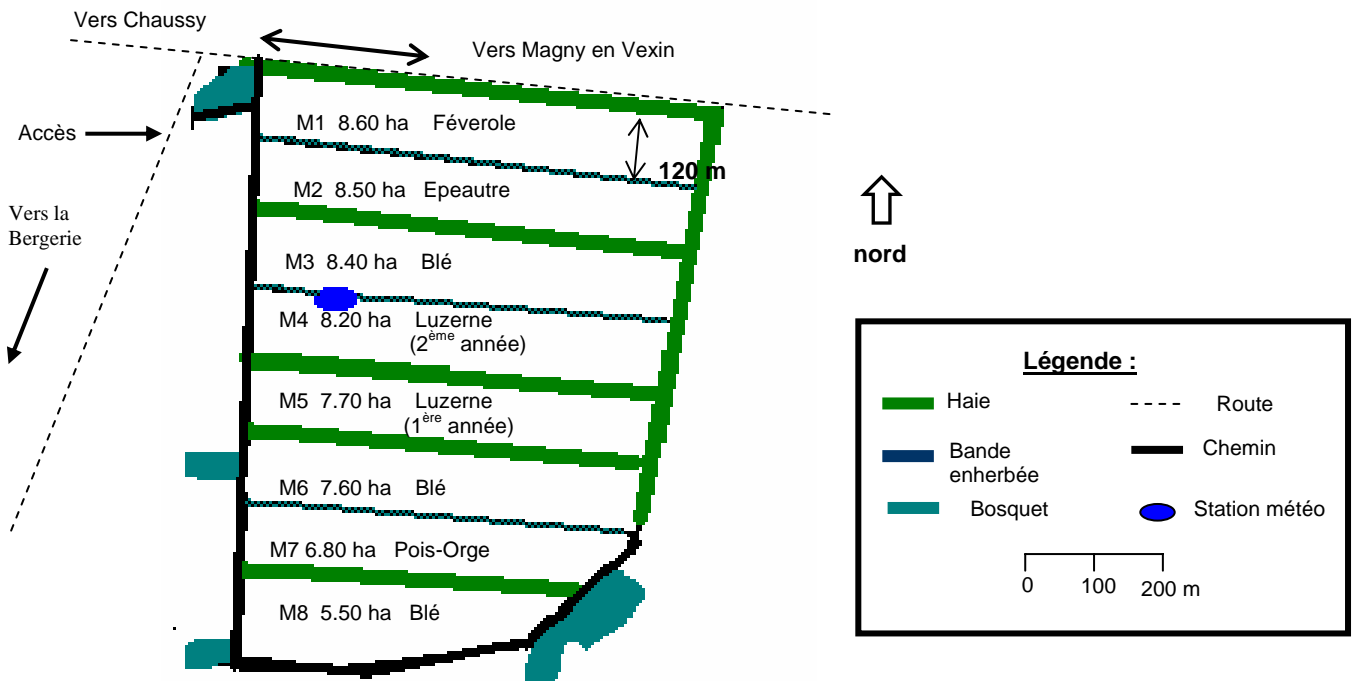 Vers Chaussy
Vers Magny en Vexin
Accès
Vers la
Bergerie
M1 8.60 ha Féverole
120 m
M2 8.50 ha Epeautre
M3 8.40 ha Blé
M4 8.20 ha Luzerne
(2ème année)
M5 7.70 ha Luzerne
(1ère année)
M6 7.60 ha Blé
M7 6.80 ha Pois-Orge
M8 5.50 ha Blé
nord
Légende :
Haie
Route
Bande
enherbée
Chemin
Bosquet
Station météo
0 100 200 m